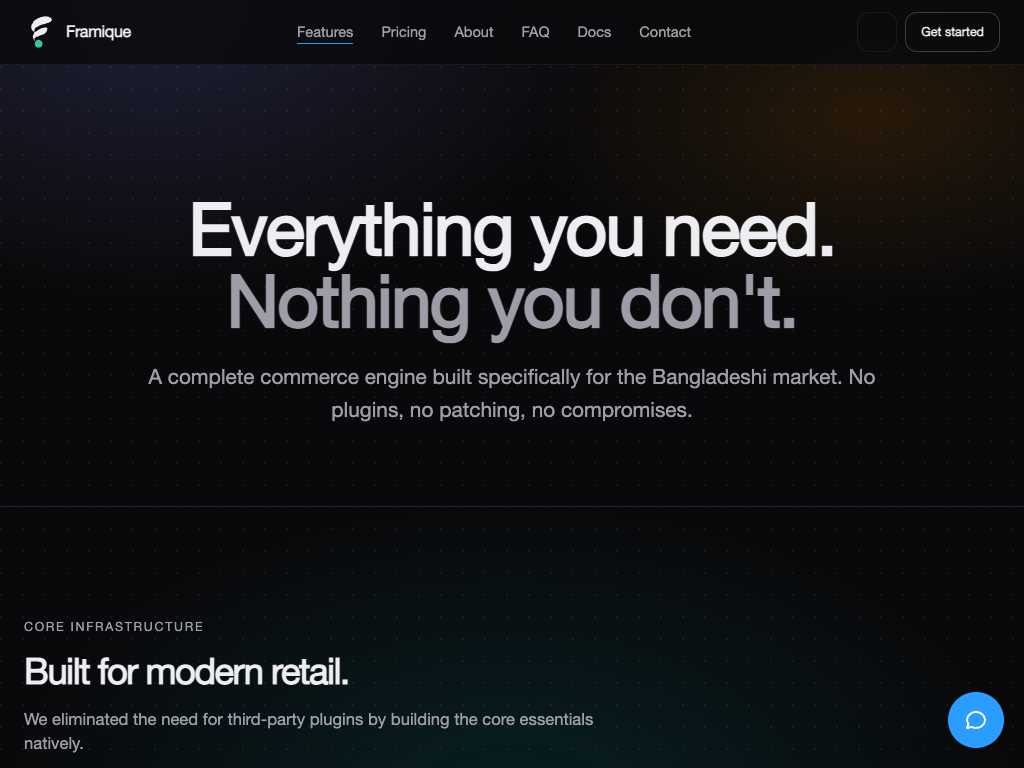 Framique
Features Pricing About FAQ Docs Contact
Get started
Everything you need.
Nothing you don't.
A complete commerce engine built specifically for the Bangladeshi market. No
plugins, no patching, no compromises.
CORE INFRASTRUCTURE
Built for modern retail.
We eliminated the need for third-party plugins by building the core essentials
natively.